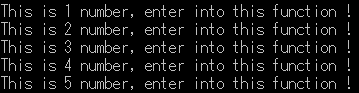 This is 1 number, enter into this function !
This is 2 number, enter into this function !
This is 3 number, enter into this function !
This is 4 number, enter into this function !
This is 5 number, enter into this function !